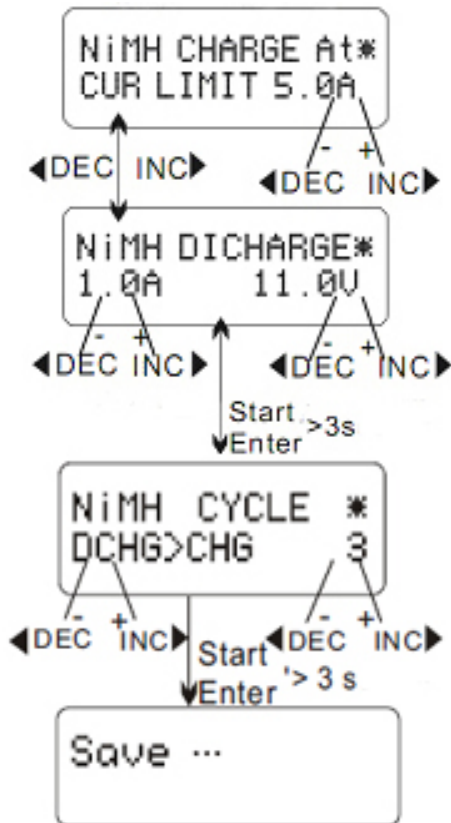 NiMH CHARGE At*
CUR LIMIT 5.0A
- +
◀DEC INC▶ ◀DEC INC▶
NiMH DICHARGE*
1.0A 11.0V
- + - +
◀DEC INC▶ ◀DEC INC▶
Start
Enter >3s
NiMH CYCLE *
DCHG>CHG 3
- + - +
◀DEC INC▶ ◀DEC INC▶
Start
Enter '> 3 s
Save ...